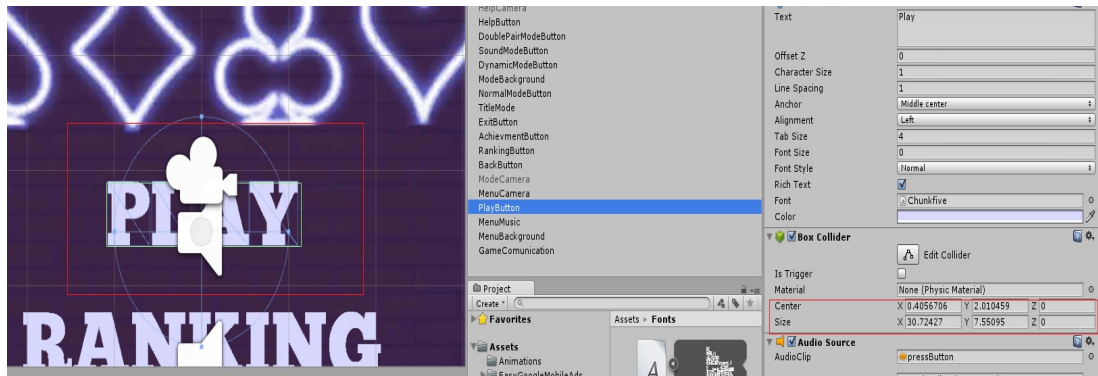 PLAY
RANKING
HelpCamera
HelpButton
DoublePairModeButton
SoundModeButton
DynamicModeButton
ModeBackground
NormalModeButton
TitleMode
ExitButton
AchievmentButton
RankingButton
BackButton
ModeCamera
MenuCamera
PlayButton
MenuMusic
MenuBackground
GameComunication
Project
Create
Favorites
Assets
Animations
EasyGoogleMobileAds
Assets ▸ Fonts
A
Text Play
Offset Z 0
Character Size 1
Line Spacing 1
Anchor Middle center
Alignment Left
Tab Size 4
Font Size 0
Font Style Normal
Rich Text
Font Chunkfive
Color
Box Collider
Edit Collider
Is Trigger
Material None (Physic Material)
Center X 0.4056706 Y 2.010459 Z 0
Size X 30.72427 Y 7.55095 Z 0
Audio Source
AudioClip pressButton